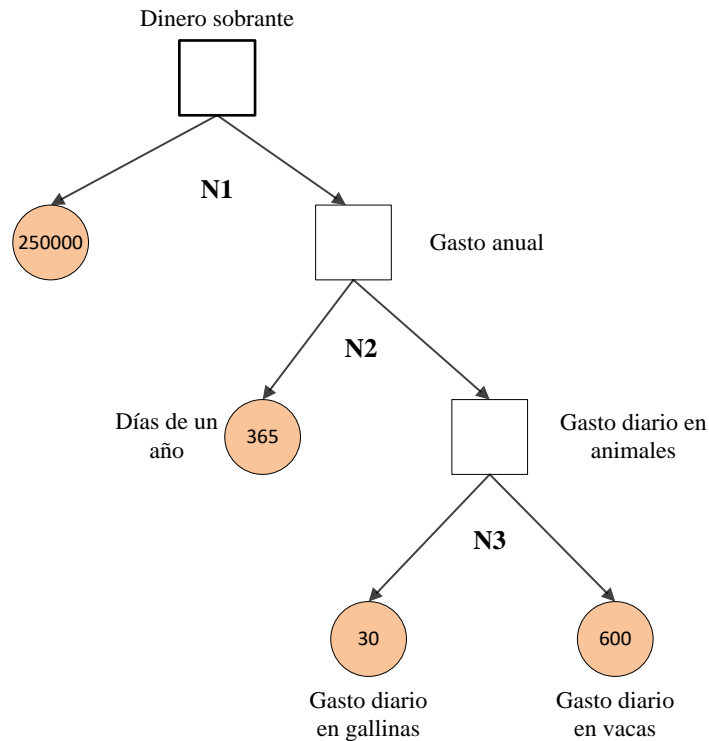 Dinero sobrante
N1
250000
Gasto anual
N2
Días de un
año
365
Gasto diario en
animales
N3
30
600
Gasto diario
en gallinas
Gasto diario
en vacas